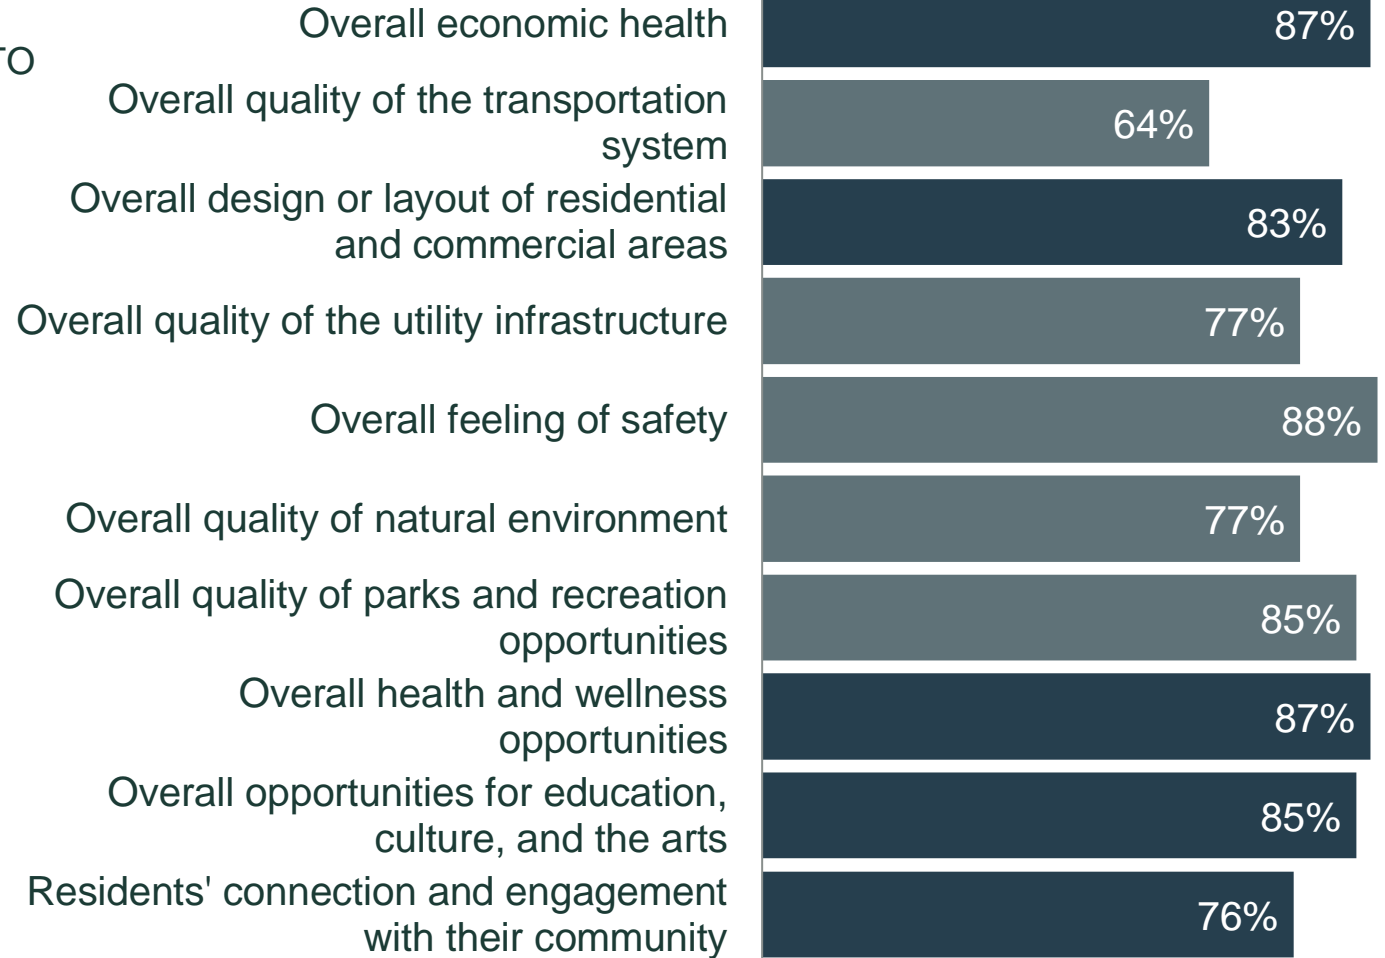 Overall economic health 87%
TO
Overall quality of the transportation
system 64%
Overall design or layout of residential
and commercial areas 83%
Overall quality of the utility infrastructure 77%
Overall feeling of safety 88%
Overall quality of natural environment 77%
Overall quality of parks and recreation
opportunities 85%
Overall health and wellness
opportunities 87%
Overall opportunities for education,
culture, and the arts 85%
Residents' connection and engagement
with their community 76%